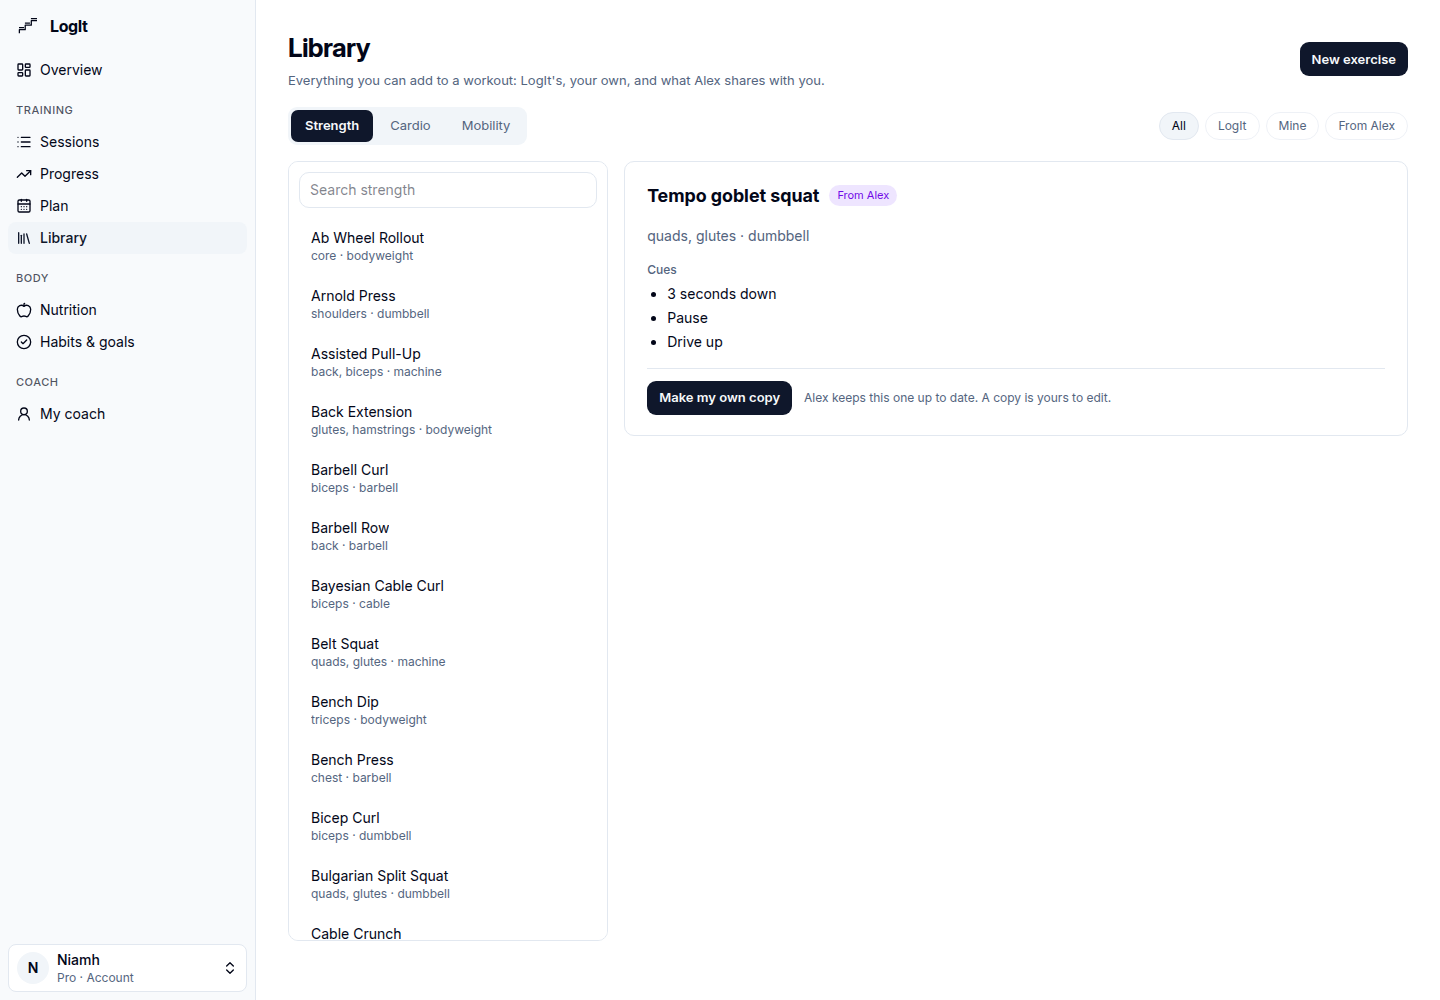 LogIt
Overview
TRAINING
Sessions
Progress
Plan
Library
BODY
Nutrition
Habits & goals
COACH
My coach
N
Niamh
Pro · Account
Library
Everything you can add to a workout: LogIt's, your own, and what Alex shares with you.
New exercise
Strength
Cardio
Mobility
All
LogIt
Mine
From Alex
Search strength
Ab Wheel Rollout
core · bodyweight
Arnold Press
shoulders · dumbbell
Assisted Pull-Up
back, biceps · machine
Back Extension
glutes, hamstrings · bodyweight
Barbell Curl
biceps · barbell
Barbell Row
back · barbell
Bayesian Cable Curl
biceps · cable
Belt Squat
quads, glutes · machine
Bench Dip
triceps · bodyweight
Bench Press
chest · barbell
Bicep Curl
biceps · dumbbell
Bulgarian Split Squat
quads, glutes · dumbbell
Cable Crunch
Tempo goblet squat
From Alex
quads, glutes · dumbbell
Cues
3 seconds down
Pause
Drive up
Make my own copy
Alex keeps this one up to date. A copy is yours to edit.